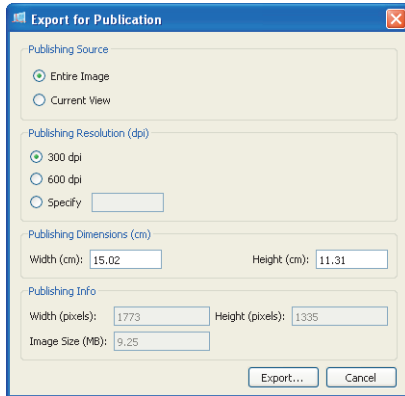 Export for Publication
Publishing Source
Entire Image
Current View
Publishing Resolution (dpi)
300 dpi
600 dpi
Specify
Publishing Dimensions (cm)
Width (cm): 15.02 Height (cm): 11.31
Publishing Info
Width (pixels): 1773 Height (pixels): 1335
Image Size (MB): 9.25
Export... Cancel